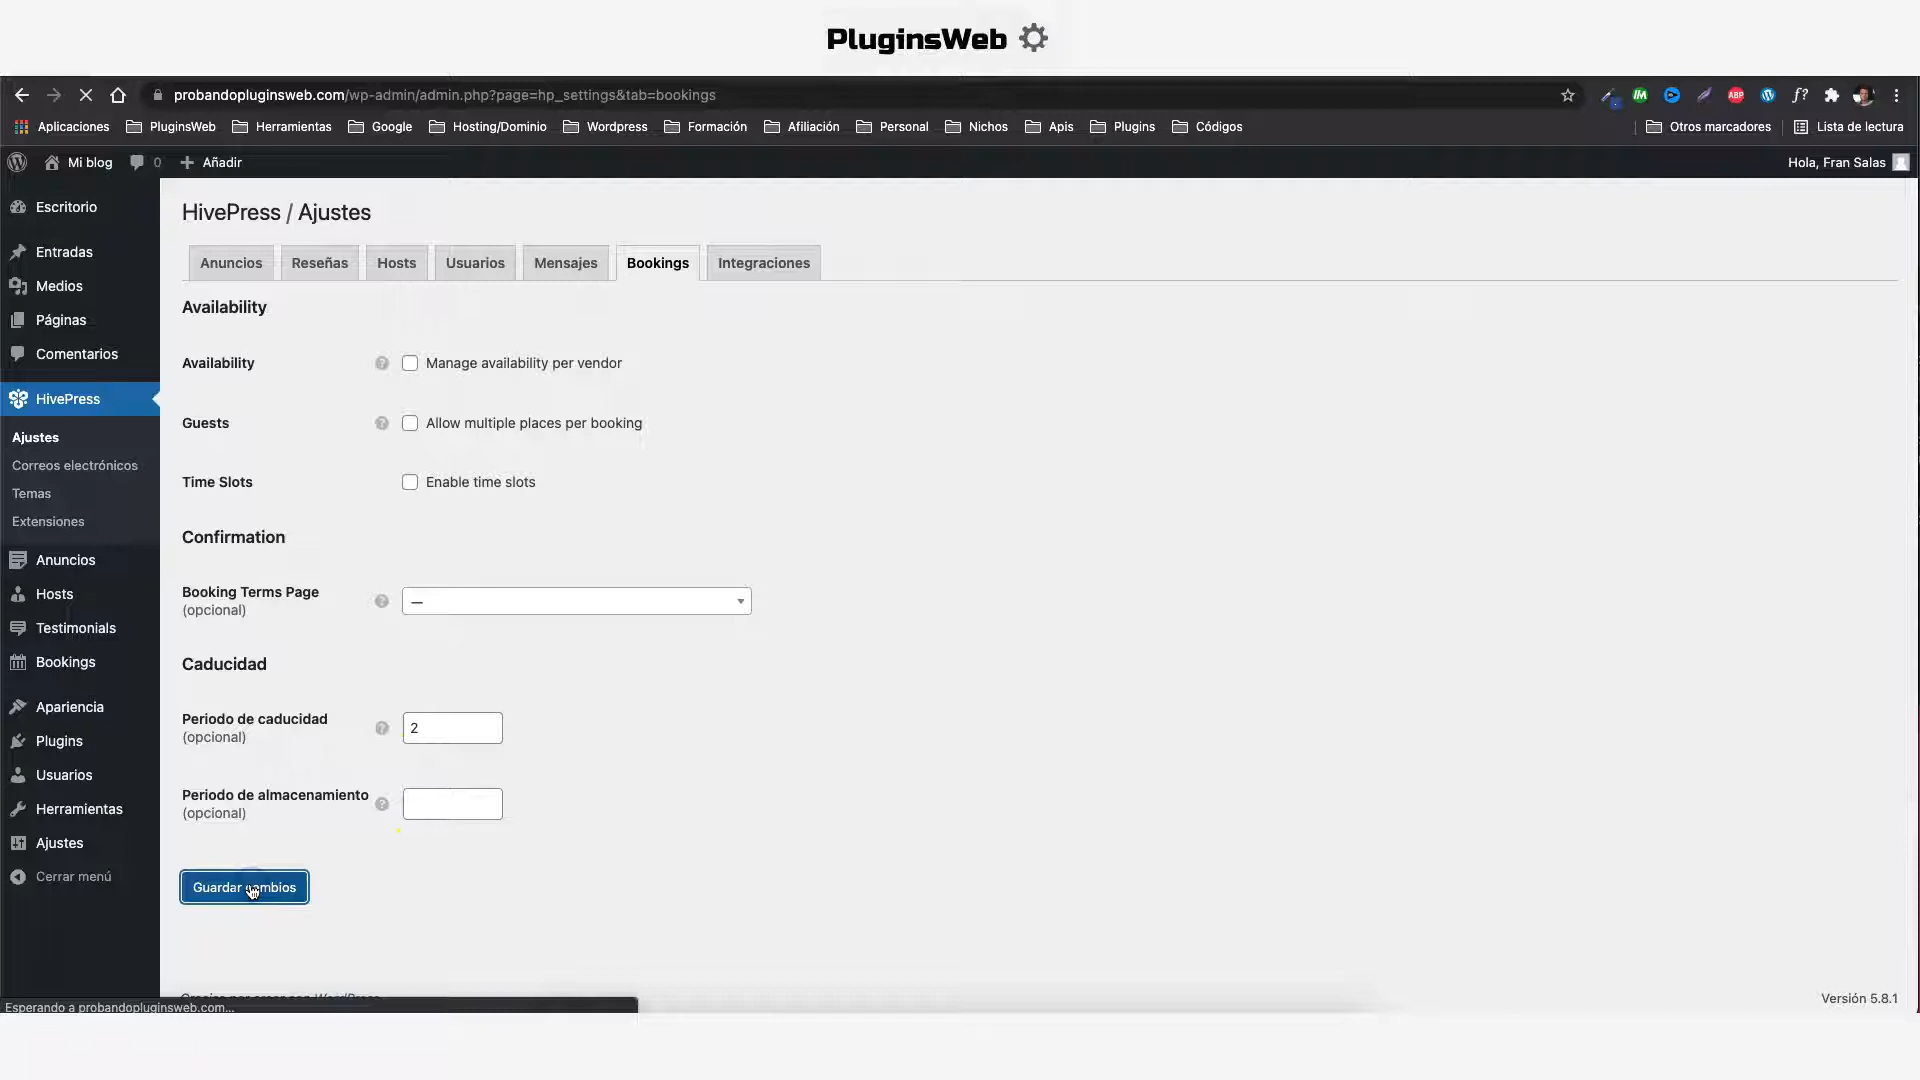 PluginsWeb
probandopluginsweb.com/wp-admin/admin.php?page=hp_settings&tab=bookings
Aplicaciones PluginsWeb Herramientas Google Hosting/Dominio Wordpress Formación Afiliación Personal Nichos Apis Plugins Códigos Otros marcadores Lista de lectura
Mi blog 0 Añadir Hola, Fran Salas
Escritorio
Entradas
Medios
Páginas
Comentarios
HivePress
Ajustes
Correos electrónicos
Temas
Extensiones
Anuncios
Hosts
Testimonials
Bookings
Apariencia
Plugins
Usuarios
Herramientas
Ajustes
Cerrar menú
HivePress / Ajustes
Anuncios Reseñas Hosts Usuarios Mensajes Bookings Integraciones
Availability
Availability ? Manage availability per vendor
Guests ? Allow multiple places per booking
Time Slots Enable time slots
Confirmation
Booking Terms Page
(opcional) ? —
Caducidad
Periodo de caducidad
(opcional) ? 2
Periodo de almacenamiento
(opcional) ?
Guardar cambios
Versión 5.8.1
Esperando a probandopluginsweb.com...